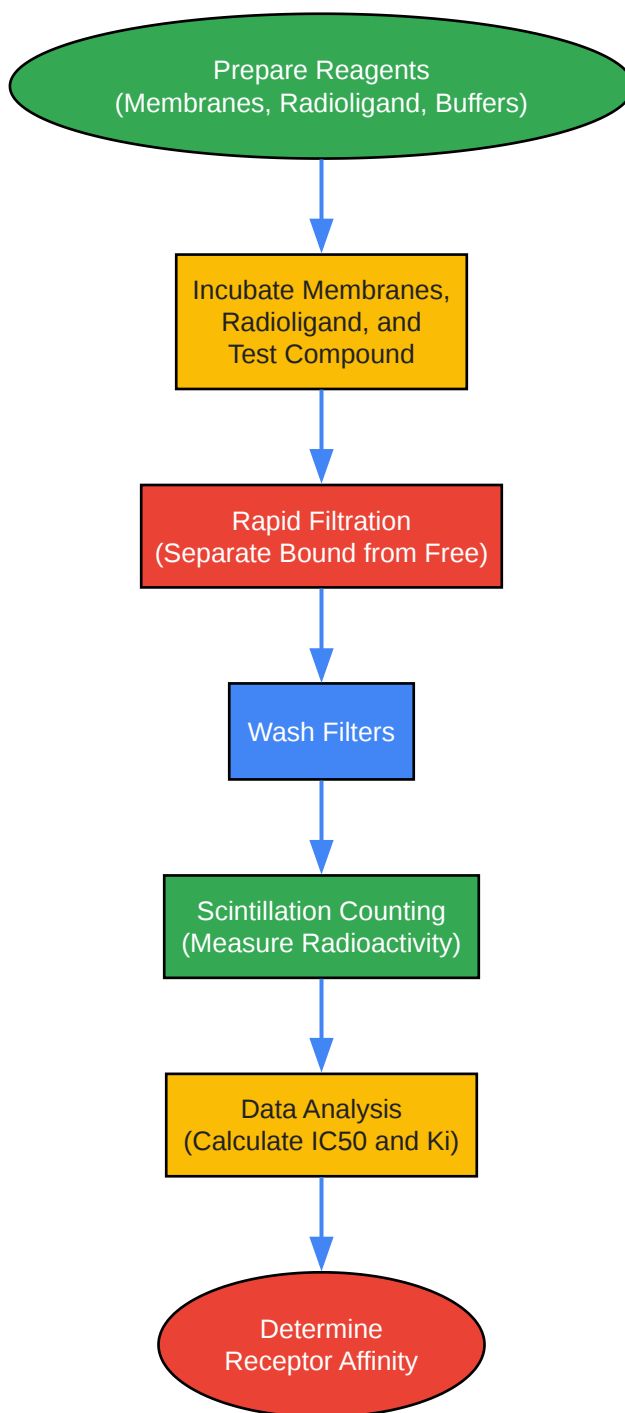 Prepare Reagents
(Membranes, Radioligand, Buffers)
Incubate Membranes,
Radioligand, and
Test Compound
Rapid Filtration
(Separate Bound from Free)
Wash Filters
Scintillation Counting
(Measure Radioactivity)
Data Analysis
(Calculate IC50 and Ki)
Determine
Receptor Affinity